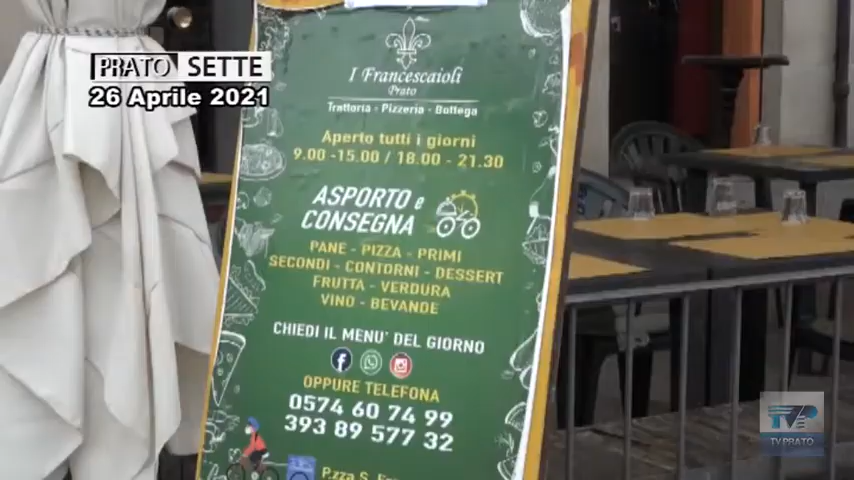 PRATO SETTE
26 Aprile 2021
I Francescaioli
Prato
Trattoria - Pizzeria - Bottega
Aperto tutti i giorni
9.00 -15.00 / 18.00 - 21.30
ASPORTO e
CONSEGNA
PANE - PIZZA - PRIMI
SECONDI - CONTORNI - DESSERT
FRUTTA - VERDURA
VINO - BEVANDE
CHIEDI IL MENU' DEL GIORNO
OPPURE TELEFONA
0574 60 74 99
393 89 577 32
P.zza S.
TV PRATO